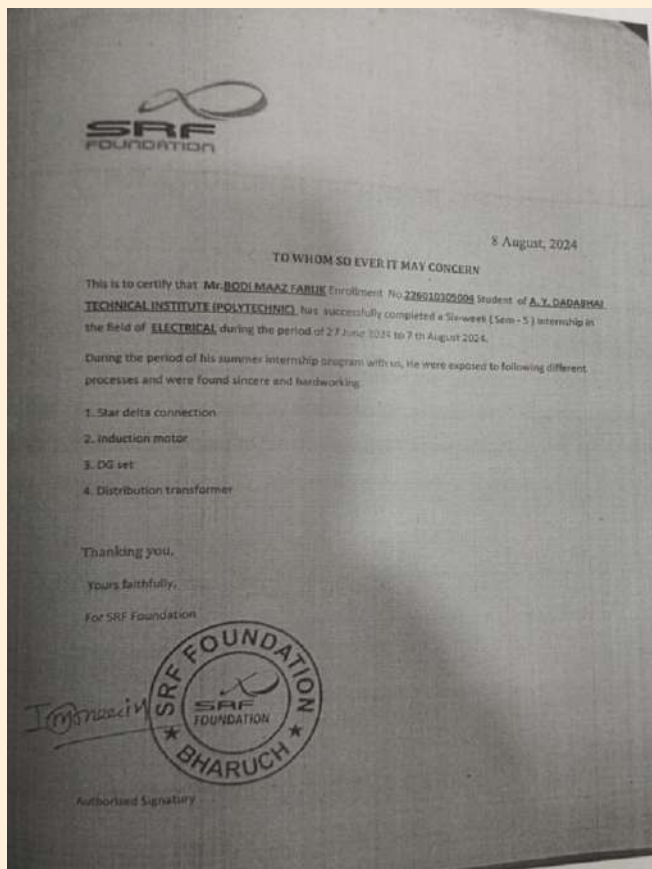 SRF
FOUNDATION
8 August, 2024
TO WHOM SO EVER IT MAY CONCERN
This is to certify that Mr.BODI MAAZ FARUK Enrollment No.226010305004 Student of A. Y. DADABHAI
TECHNICAL INSTITUTE (POLYTECHNIC) has successfully completed a Six-week ( Sem - 5 ) Internship in
the field of ELECTRICAL during the period of 27 June 2024 to 7 th August 2024.
During the period of his summer internship program with us, He were exposed to following different
processes and were found sincere and hardworking.
1. Star delta connection
2. Induction motor
3. DG set
4. Distribution transformer
Thanking you,
Yours faithfully,
For SRF Foundation
SRF FOUNDATION
SRF
FOUNDATION
BHARUCH
Authorised Signatury